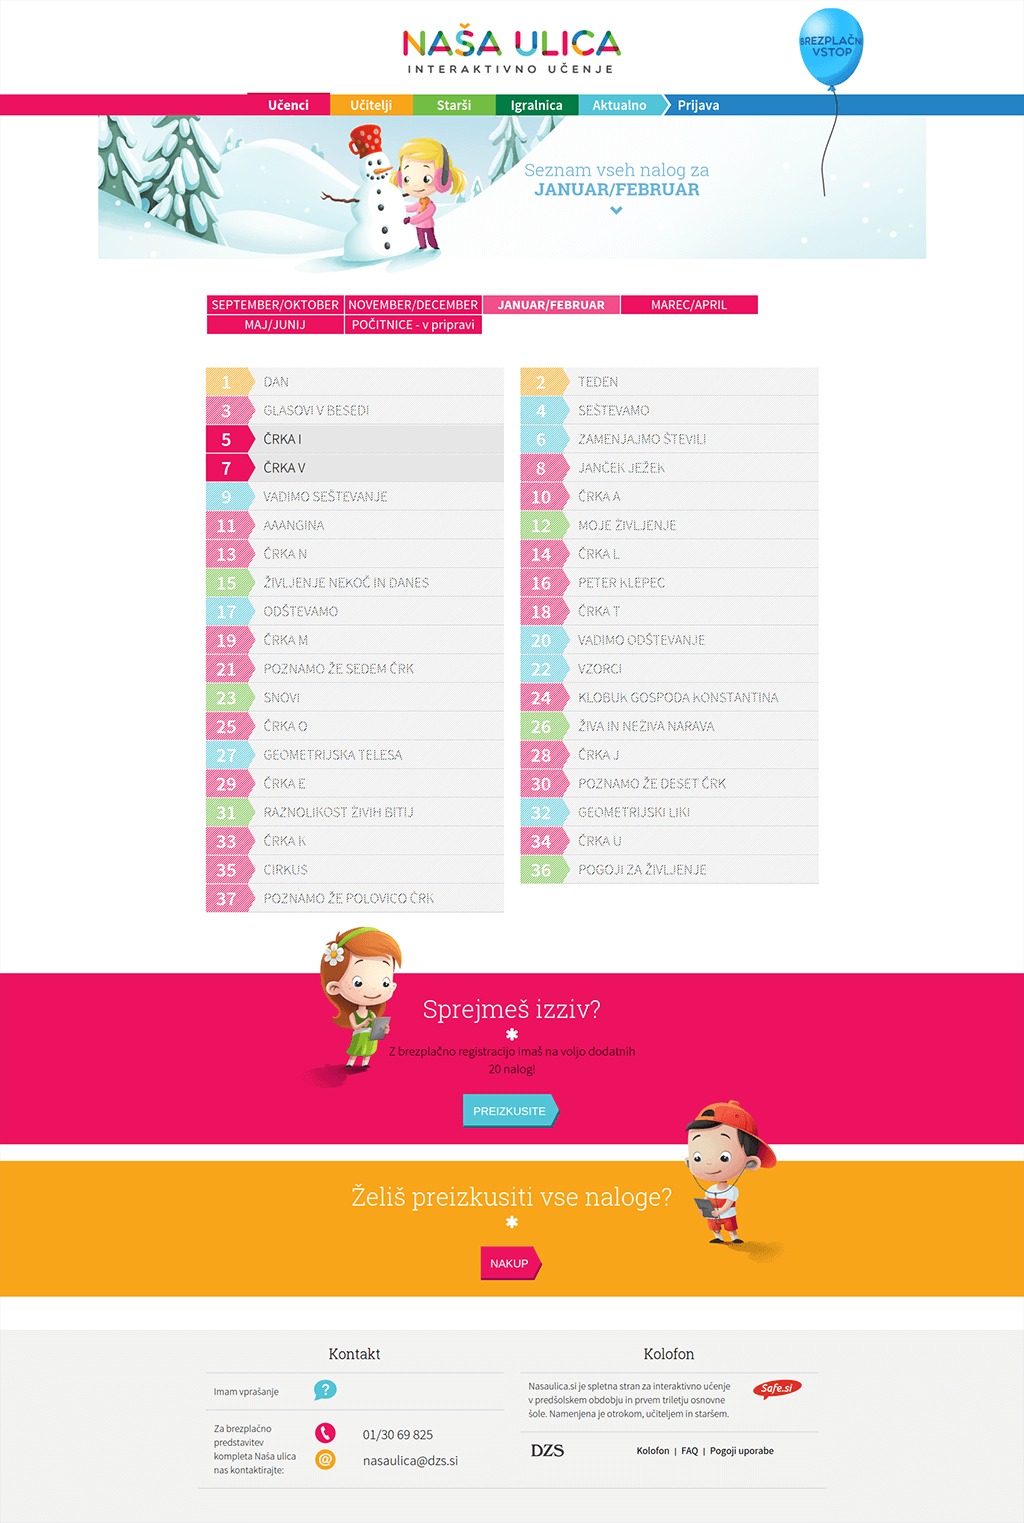 NAŠA ULICA
INTERAKTIVNO UČENJE
BREZPLAČN
VSTOP
Učenci
Učitelji
Starši
Igralnica
Aktualno
Prijava
Seznam vseh nalog za
JANUAR/FEBRUAR
SEPTEMBER/OKTOBER
NOVEMBER/DECEMBER
JANUAR/FEBRUAR
MAREC/APRIL
MAJ/JUNIJ
POČITNICE - v pripravi
1 DAN
2 TEDEN
3 GLASOVI V BESEDI
4 SEŠTEVAMO
5 ČRKA I
6 ZAMENJAJMO ŠTEVILI
7 ČRKA V
8 JANČEK JEŽEK
9 VADIMO SEŠTEVANJE
10 ČRKA A
11 AAANGINA
12 MOJE ŽIVLJENJE
13 ČRKA N
14 ČRKA L
15 ŽIVLJENJE NEKOČ IN DANES
16 PETER KLEPEC
17 ODŠTEVAMO
18 ČRKA T
19 ČRKA M
20 VADIMO ODŠTEVANJE
21 POZNAMO ŽE SEDEM ČRK
22 VZORCI
23 SNOVI
24 KLOBUK GOSPODA KONSTANTINA
25 ČRKA O
26 ŽIVA IN NEŽIVA NARAVA
27 GEOMETRIJSKA TELESA
28 ČRKA J
29 ČRKA E
30 POZNAMO ŽE DESET ČRK
31 RAZNOLIKOST ŽIVIH BITIJ
32 GEOMETRIJSKI LIKI
33 ČRKA K
34 ČRKA U
35 CIRKUS
36 POGOJI ZA ŽIVLJENJE
37 POZNAMO ŽE POLOVICO ČRK
Sprejmeš izziv?
Z brezplačno registracijo imaš na voljo dodatnih
20 nalog!
PREIZKUSITE
Želiš preizkusiti vse naloge?
NAKUP
Kontakt
Imam vprašanje
?
Za brezplačno
predstavitev
kompleta Naša ulica
nas kontaktirajte:
01/30 69 825
@
nasaulica@dzs.si
Kolofon
Nasaulica.si je spletna stran za interaktivno učenje
v predšolskem obdobju in prvem triletju osnovne
šole. Namenjena je otrokom, učiteljem in staršem.
Safe.si
DZS
Kolofon | FAQ | Pogoji uporabe